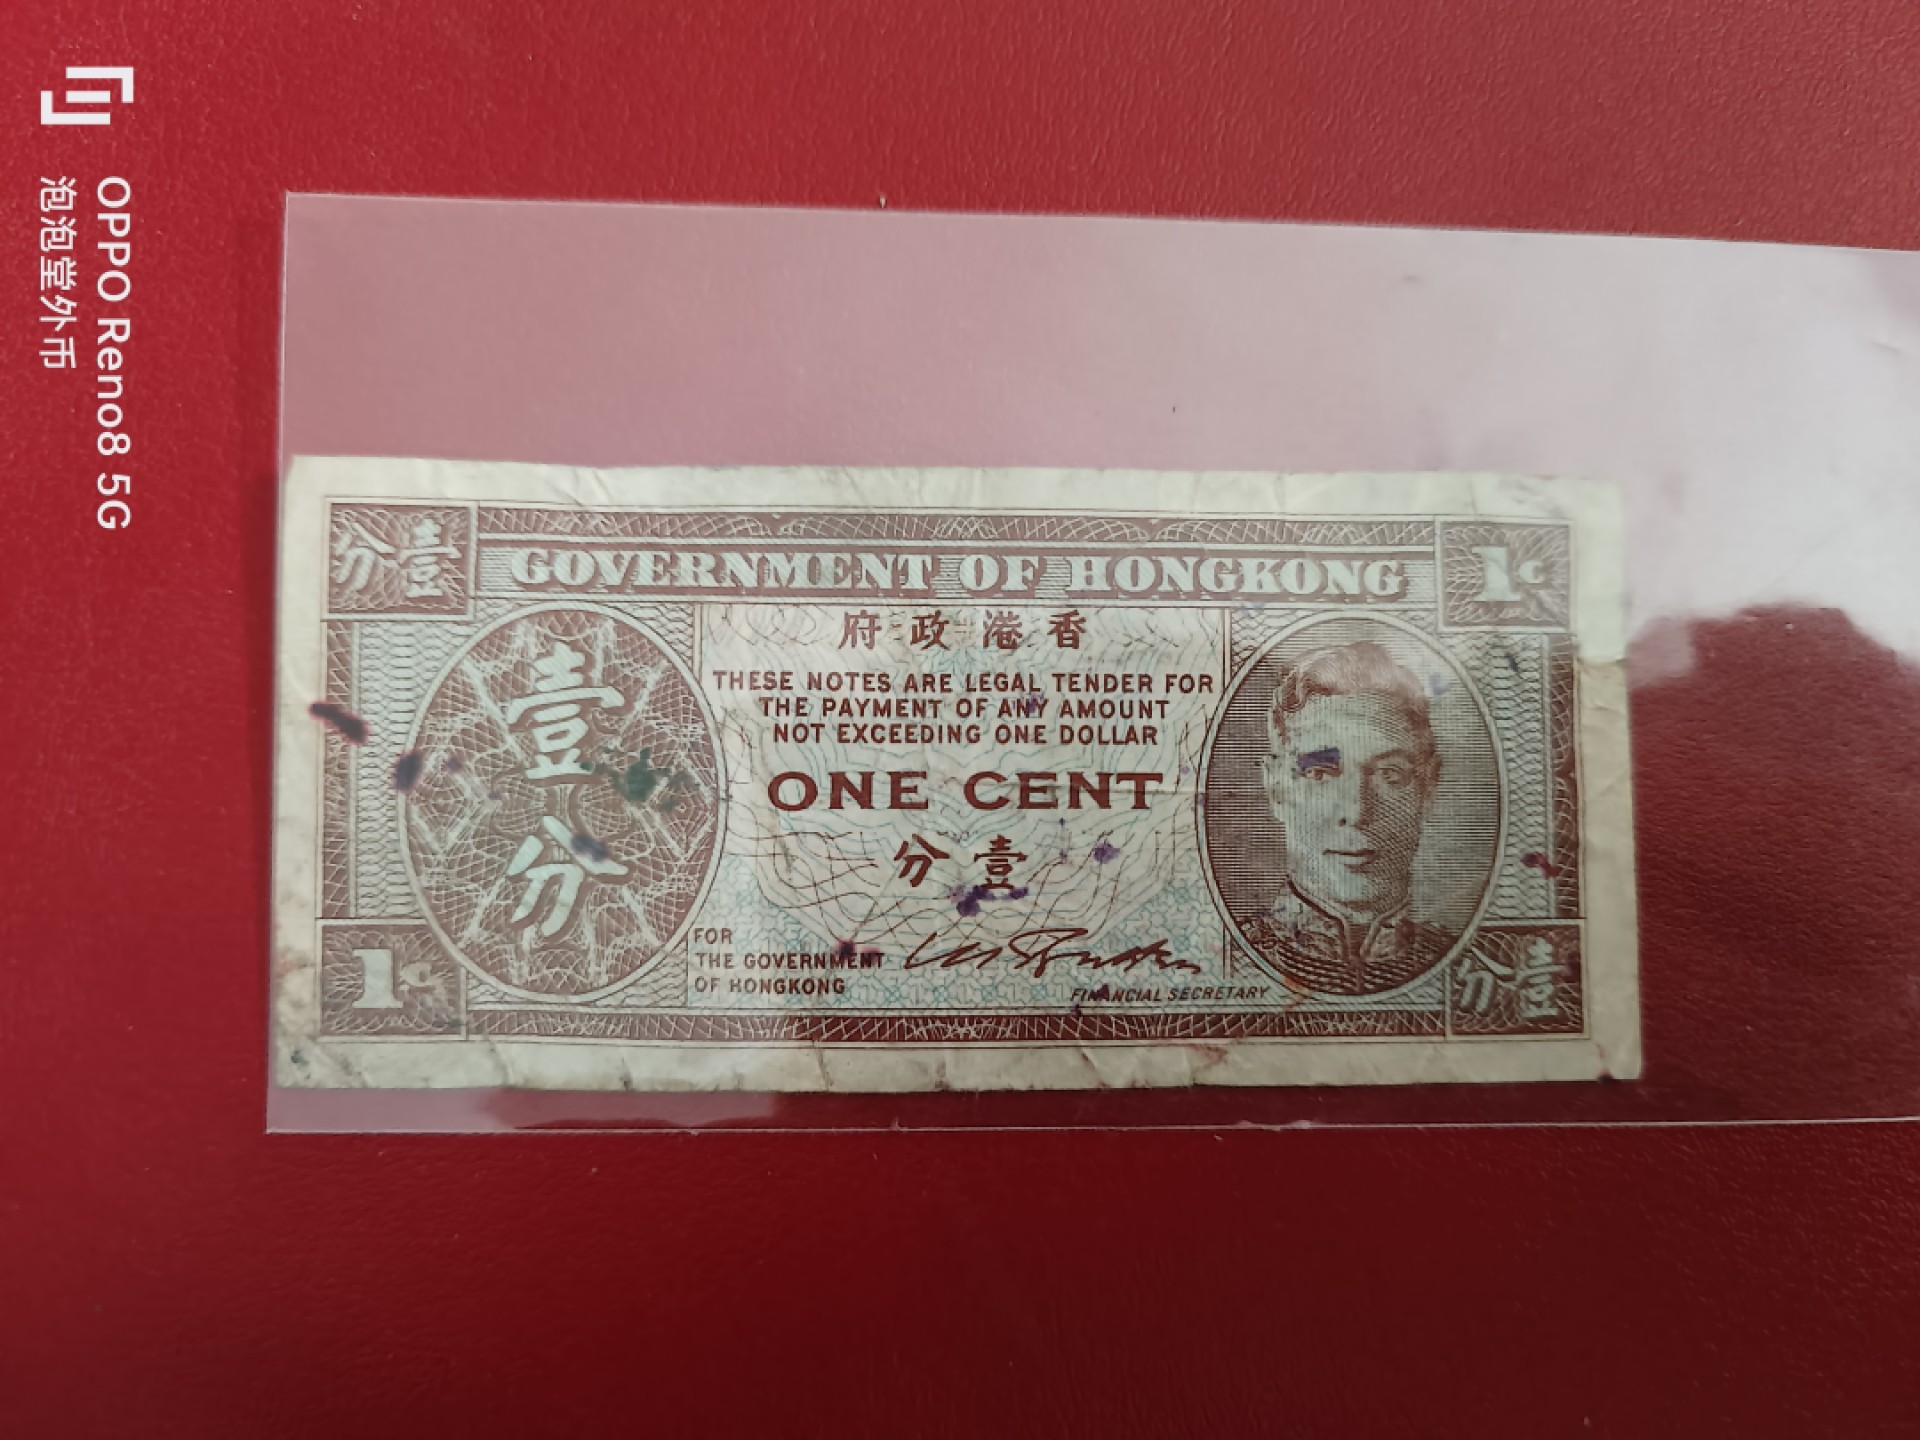 OPPO Reno8 5G
泡泡堂外币
分壹
GOVERNMENT OF HONGKONG
1c
府政港香
THESE NOTES ARE LEGAL TENDER FOR
THE PAYMENT OF ANY AMOUNT
NOT EXCEEDING ONE DOLLAR
ONE CENT
分壹
壹
分
FOR
THE GOVERNMENT
OF HONGKONG
FINANCIAL SECRETARY
1c
分壹